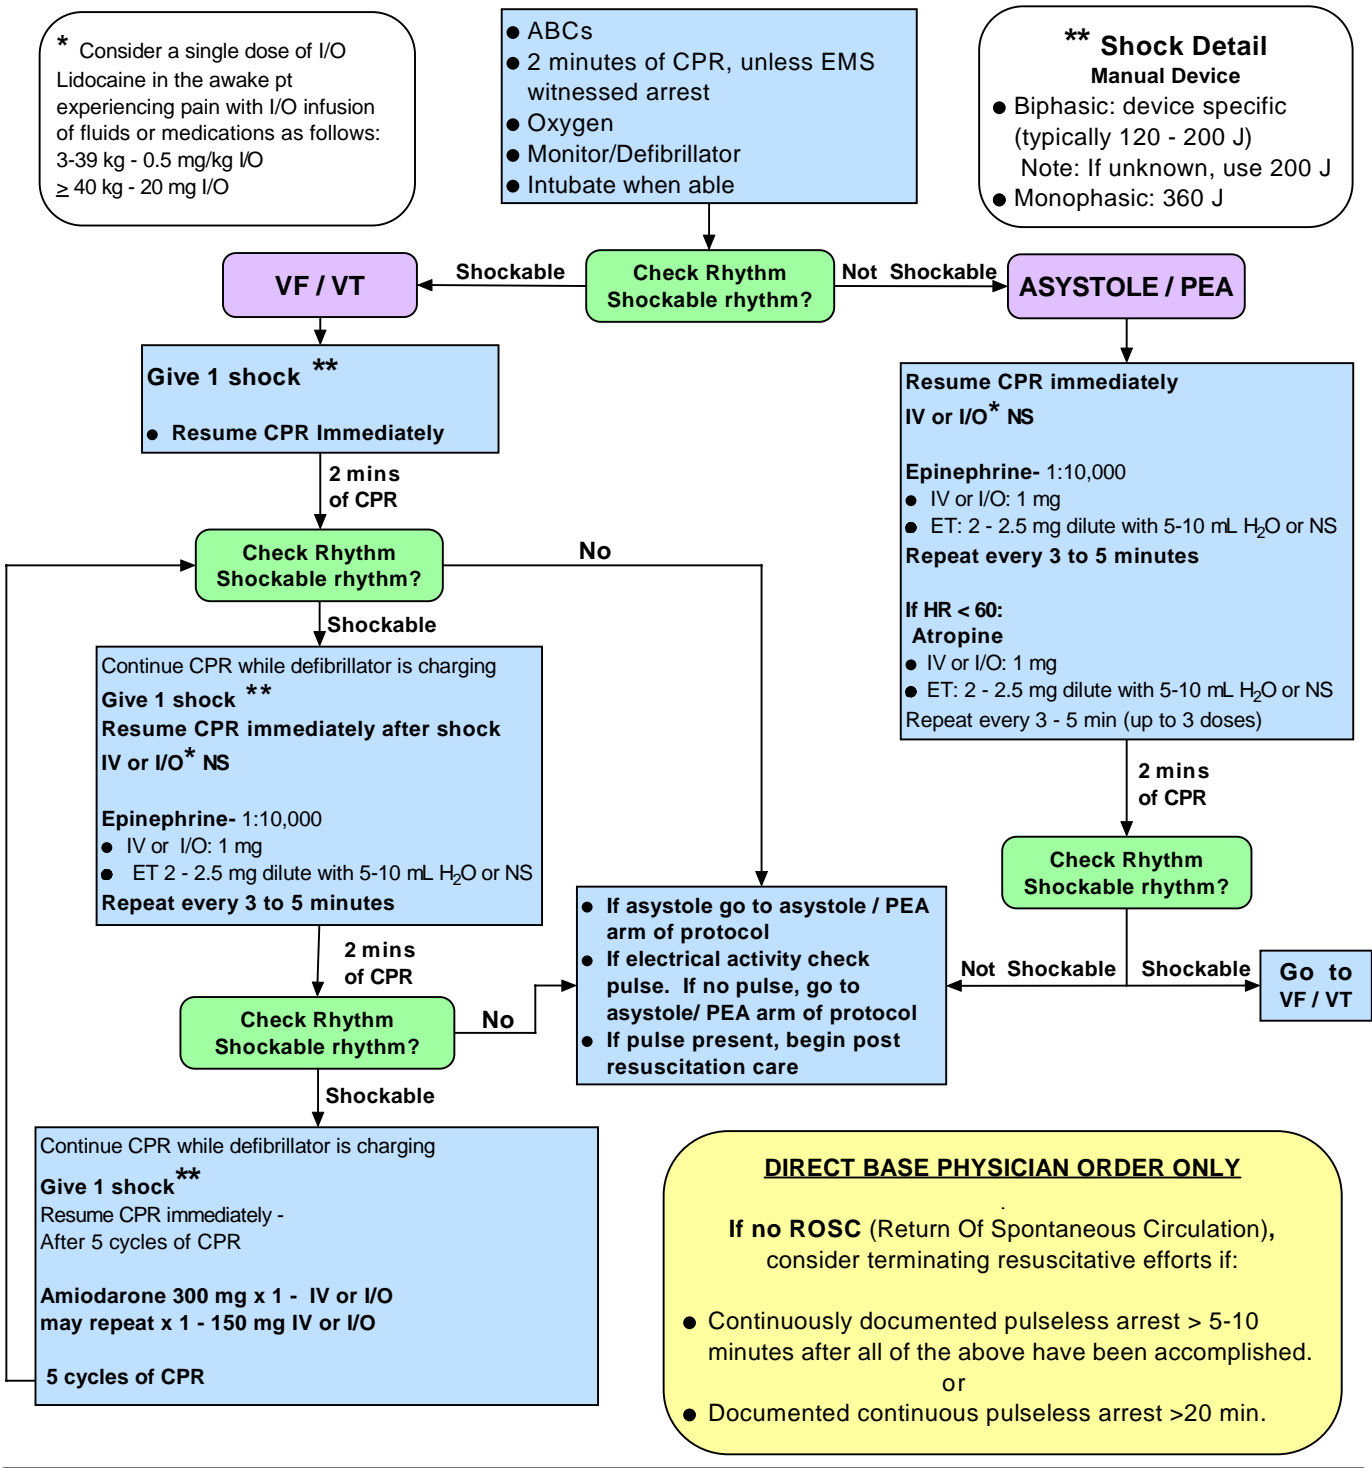 * Consider a single dose of I/O
Lidocaine in the awake pt
experiencing pain with I/O infusion
of fluids or medications as follows:
3-39 kg - 0.5 mg/kg I/O
≥ 40 kg - 20 mg I/O
● ABCs
● 2 minutes of CPR, unless EMS
witnessed arrest
● Oxygen
● Monitor/Defibrillator
● Intubate when able
** Shock Detail
Manual Device
● Biphasic: device specific
(typically 120 - 200 J)
Note: If unknown, use 200 J
● Monophasic: 360 J
VF / VT
Shockable
Check Rhythm
Shockable rhythm?
Not Shockable
ASYSTOLE / PEA
Give 1 shock **
● Resume CPR Immediately
2 mins
of CPR
Check Rhythm
Shockable rhythm?
No
Shockable
Continue CPR while defibrillator is charging
Give 1 shock **
Resume CPR immediately after shock
IV or I/O* NS
Epinephrine- 1:10,000
● IV or I/O: 1 mg
● ET 2 - 2.5 mg dilute with 5-10 mL H₂O or NS
Repeat every 3 to 5 minutes
2 mins
of CPR
Check Rhythm
Shockable rhythm?
No
Shockable
Continue CPR while defibrillator is charging
Give 1 shock**
Resume CPR immediately -
After 5 cycles of CPR
Amiodarone 300 mg x 1 - IV or I/O
may repeat x 1 - 150 mg IV or I/O
5 cycles of CPR
Resume CPR immediately
IV or I/O* NS
Epinephrine- 1:10,000
● IV or I/O: 1 mg
● ET: 2 - 2.5 mg dilute with 5-10 mL H₂O or NS
Repeat every 3 to 5 minutes
If HR < 60:
Atropine
● IV or I/O: 1 mg
● ET: 2 - 2.5 mg dilute with 5-10 mL H₂O or NS
Repeat every 3 - 5 min (up to 3 doses)
2 mins
of CPR
Check Rhythm
Shockable rhythm?
Not Shockable
Shockable
Go to
VF / VT
● If asystole go to asystole / PEA
arm of protocol
● If electrical activity check
pulse. If no pulse, go to
asystole/ PEA arm of protocol
● If pulse present, begin post
resuscitation care
DIRECT BASE PHYSICIAN ORDER ONLY
.
If no ROSC (Return Of Spontaneous Circulation),
consider terminating resuscitative efforts if:
● Continuously documented pulseless arrest > 5-10
minutes after all of the above have been accomplished.
or
● Documented continuous pulseless arrest >20 min.